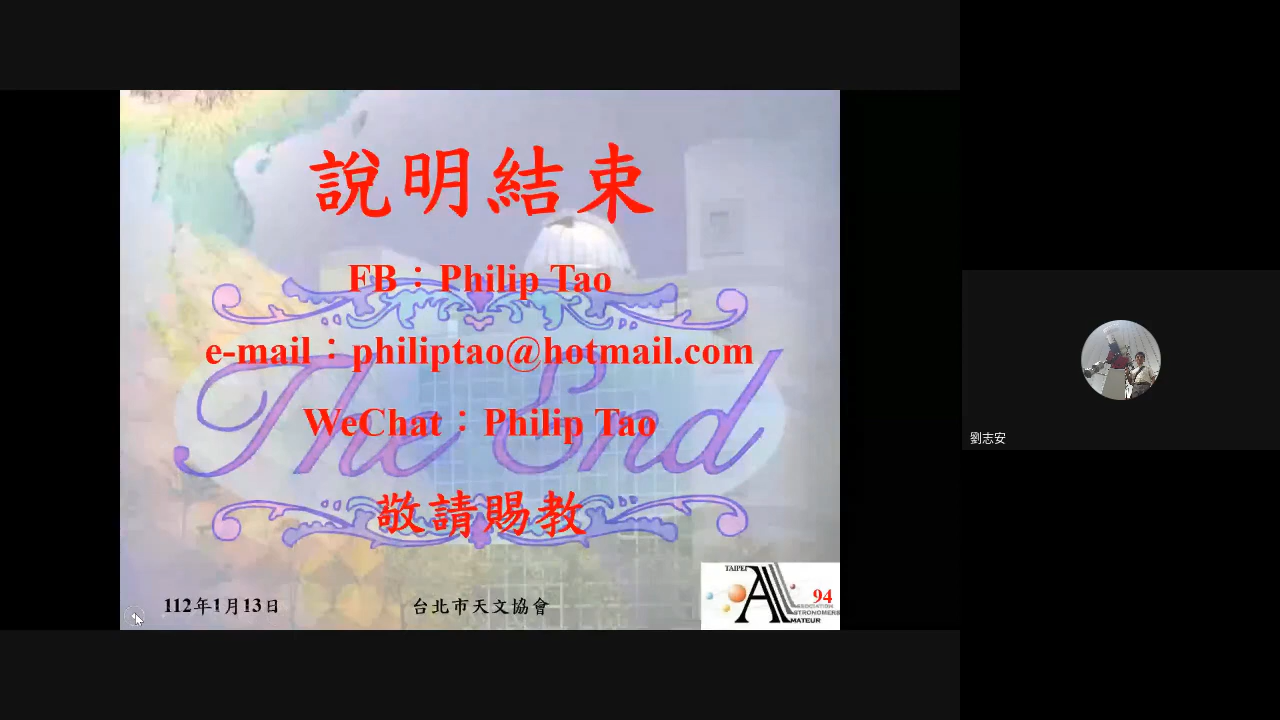 說明結束
FB：Philip Tao
e-mail：philiptao@hotmail.com
WeChat：Philip Tao
The End
敬請賜教
112年1月13日
台北市天文協會
TAIPEI
94
ASSOCIATION
ASTRONOMERS
AMATEUR
劉志安